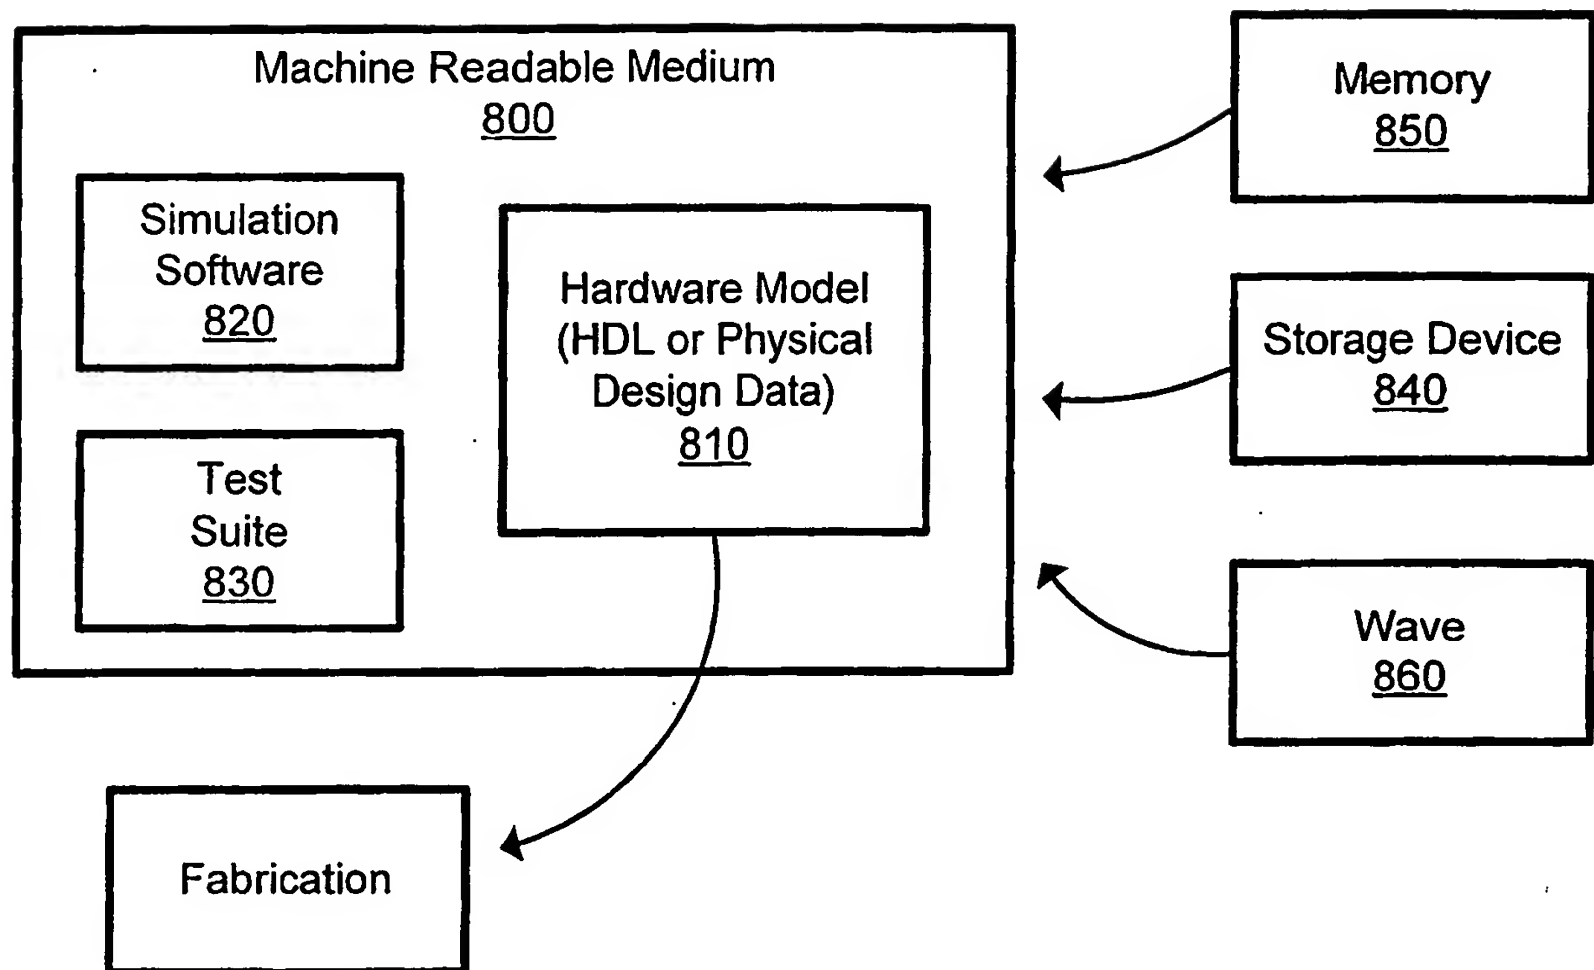 Machine Readable Medium
800
Simulation
Software
820
Test
Suite
830
Hardware Model
(HDL or Physical
Design Data)
810
Memory
850
Storage Device
840
Wave
860
Fabrication